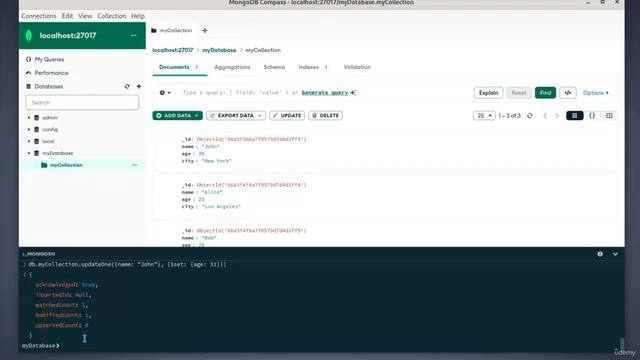 MongoDB Compass - localhost:27017/myDatabase.myCollection
Connections Edit View Collection Help
localhost:27017 ...
myCollection +
localhost:27017 > myDatabase > myCollection
My Queries
Performance
Databases
Search
admin
config
local
myDatabase
myCollection ...
Documents 1 Aggregations Schema Indexes 1 Validation
Type a query: { field: 'value' } or Generate query
Explain Reset Find </> Options
ADD DATA EXPORT DATA UPDATE DELETE
25 1 – 3 of 3
_id: ObjectId("66d3f36ba7f0579d7d4d3ff3")
name: "John"
age: 30
city: "New York"
_id: ObjectId("66d3f4f0a7f0579d7d4d3ff4")
name: "Alice"
age: 25
city: "Los Angeles"
_id: ObjectId("66d3f4f0a7f0579d7d4d3ff5")
name: "Bob"
>_MONGOSH
> db.myCollection.updateOne({name: "John"}, {$set: {age: 31}})
< {
acknowledged: true,
insertedId: null,
matchedCount: 1,
modifiedCount: 1,
upsertedCount: 0
}
myDatabase>
ûdemy